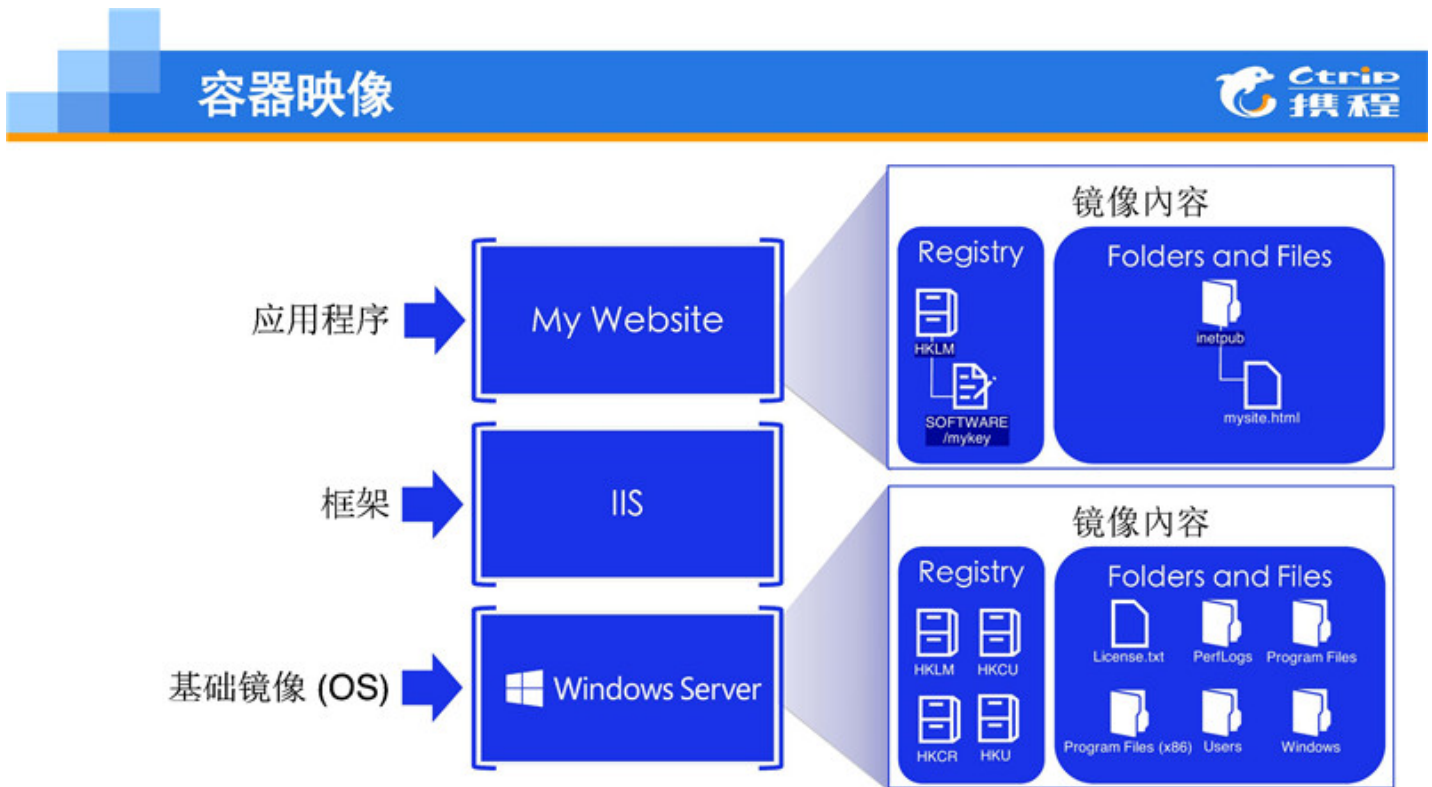 容器映像
Ctrip
携程
应用程序
My Website
框架
IIS
基础镜像 (OS)
Windows Server
镜像內容
Registry
HKLM
SOFTWARE
/mykey
Folders and Files
inetpub
mysite.html
镜像內容
Registry
HKLM HKCU
HKCR HKU
Folders and Files
License.txt PerfLogs Program Files
Program Files (x86) Users Windows